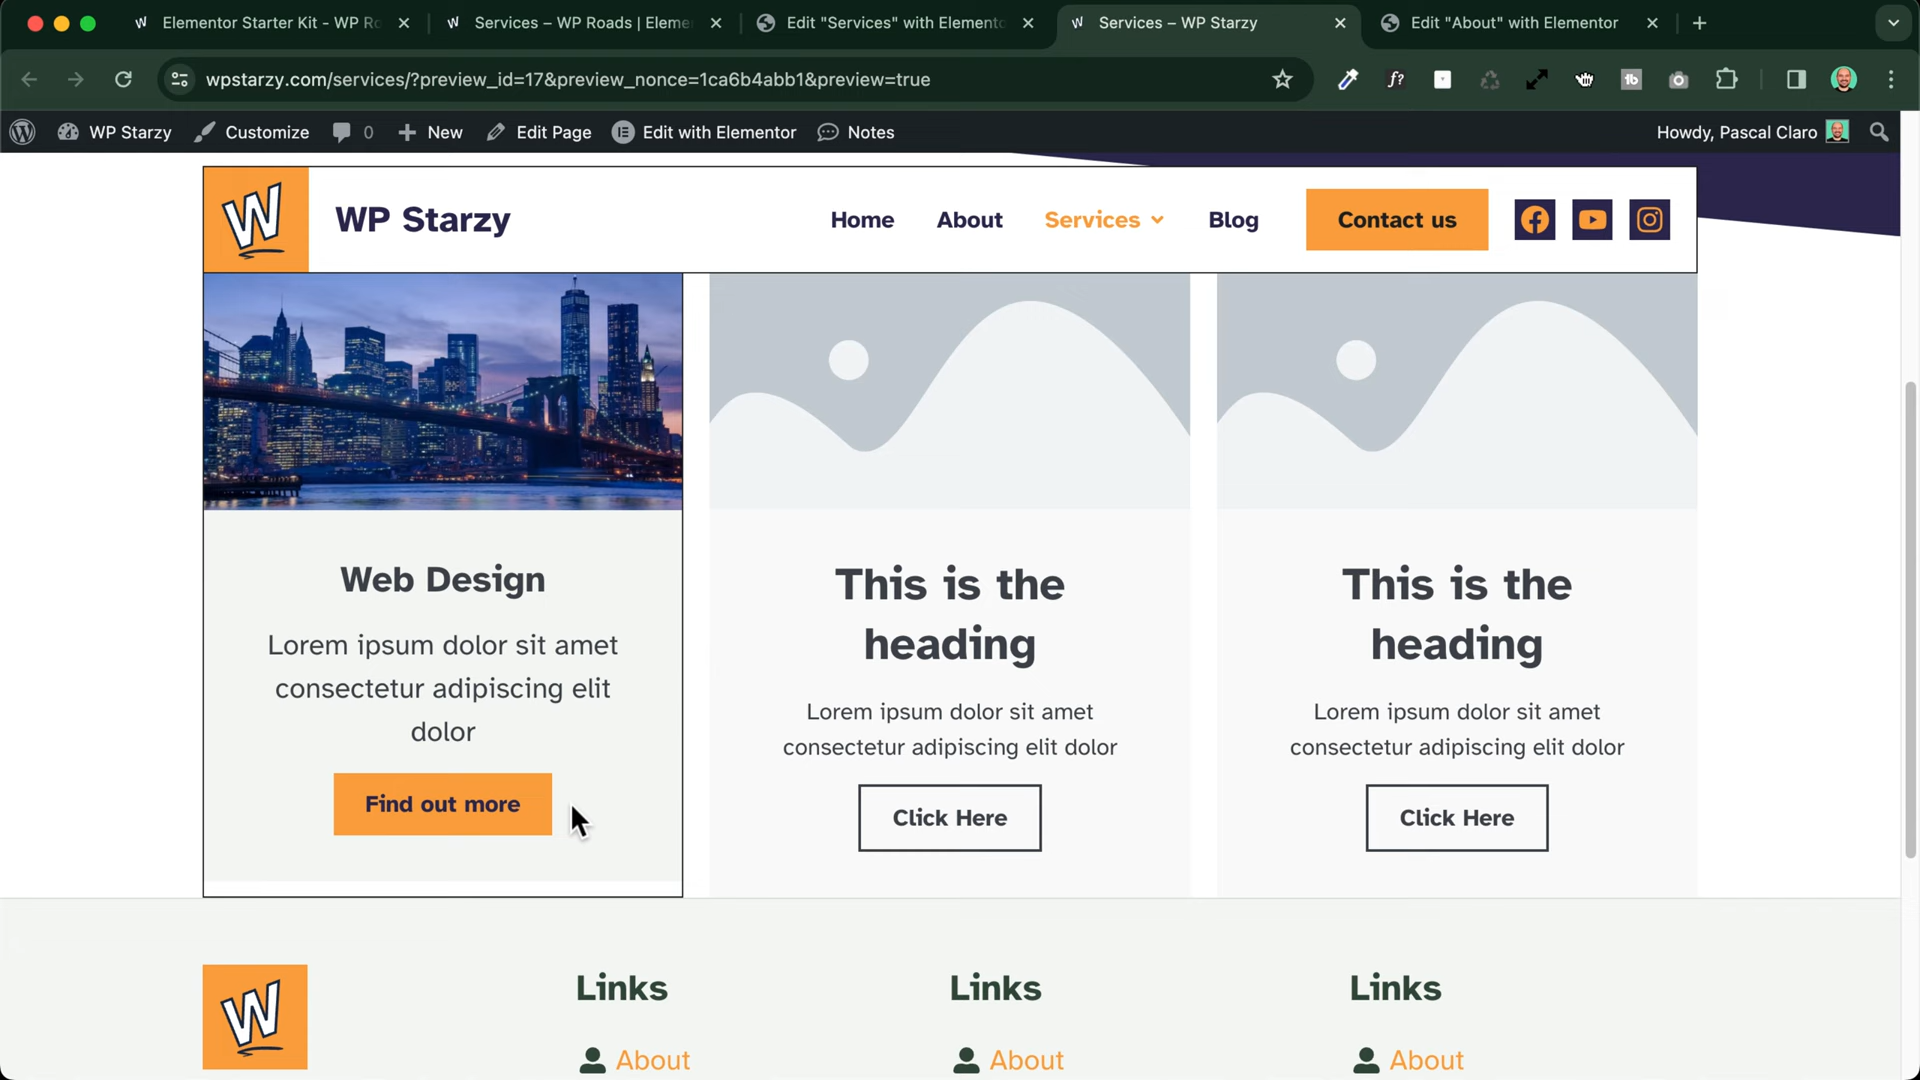 Elementor Starter Kit - WP Ro
Services – WP Roads | Eleme
Edit "Services" with Elemento
Services – WP Starzy
Edit "About" with Elementor
wpstarzy.com/services/?preview_id=17&preview_nonce=1ca6b4abb1&preview=true
f?
tb
WP Starzy
Customize
0
New
Edit Page
Edit with Elementor
Notes
Howdy, Pascal Claro
W
WP Starzy
Home
About
Services
Blog
Contact us
Web Design
Lorem ipsum dolor sit amet
consectetur adipiscing elit
dolor
Find out more
This is the
heading
Lorem ipsum dolor sit amet
consectetur adipiscing elit dolor
Click Here
This is the
heading
Lorem ipsum dolor sit amet
consectetur adipiscing elit dolor
Click Here
W
Links
About
Links
About
Links
About